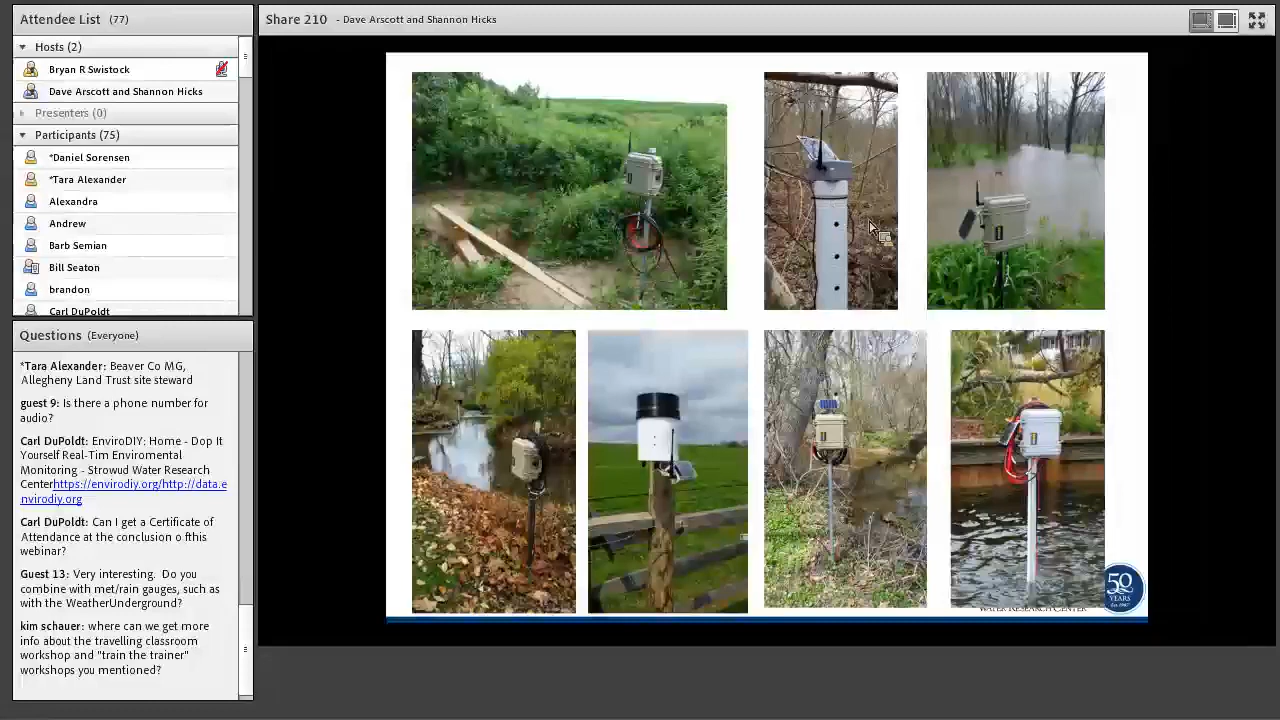 Attendee List (77)
Hosts (2)
Bryan R Swistock
Dave Arscott and Shannon Hicks
Presenters (0)
Participants (75)
*Daniel Sorensen
*Tara Alexander
Alexandra
Andrew
Barb Semian
Bill Seaton
brandon
Carl DuPoldt
Questions (Everyone)
*Tara Alexander: Beaver Co MG,
Allegheny Land Trust site steward
guest 9: Is there a phone number for
audio?
Carl DuPoldt: EnviroDIY: Home - Dop It
Yourself Real-Tim Enviromental
Monitoring - Strowd Water Research
Centerhttps://envirodiy.org/http://data.e
nvirodiy.org
Carl DuPoldt: Can I get a Certificate of
Attendance at the conclusion o fthis
webinar?
Guest 13: Very interesting. Do you
combine with met/rain gauges, such as
with the WeatherUnderground?
kim schauer: where can we get more
info about the travelling classroom
workshop and "train the trainer"
workshops you mentioned?
Share 210 - Dave Arscott and Shannon Hicks
WATER RESEARCH CENTER
50
YEARS